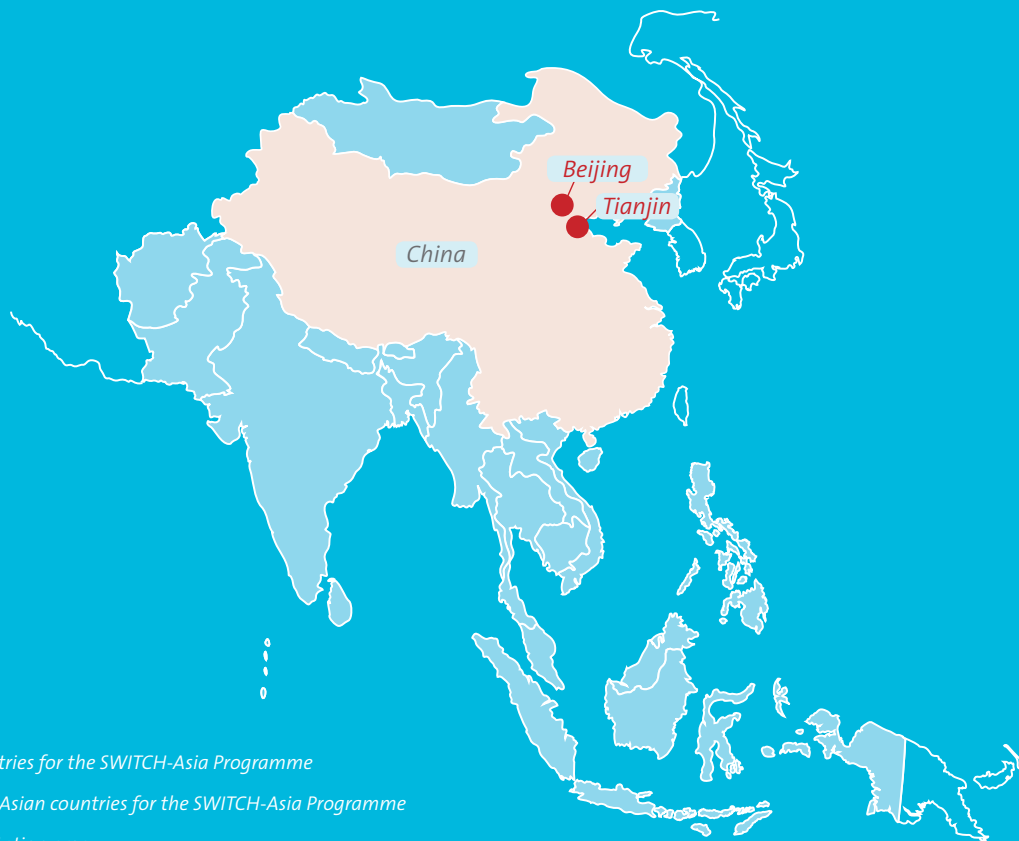 Beijing
Tianjin
China
tries for the SWITCH-Asia Programme
Asian countries for the SWITCH-Asia Programme